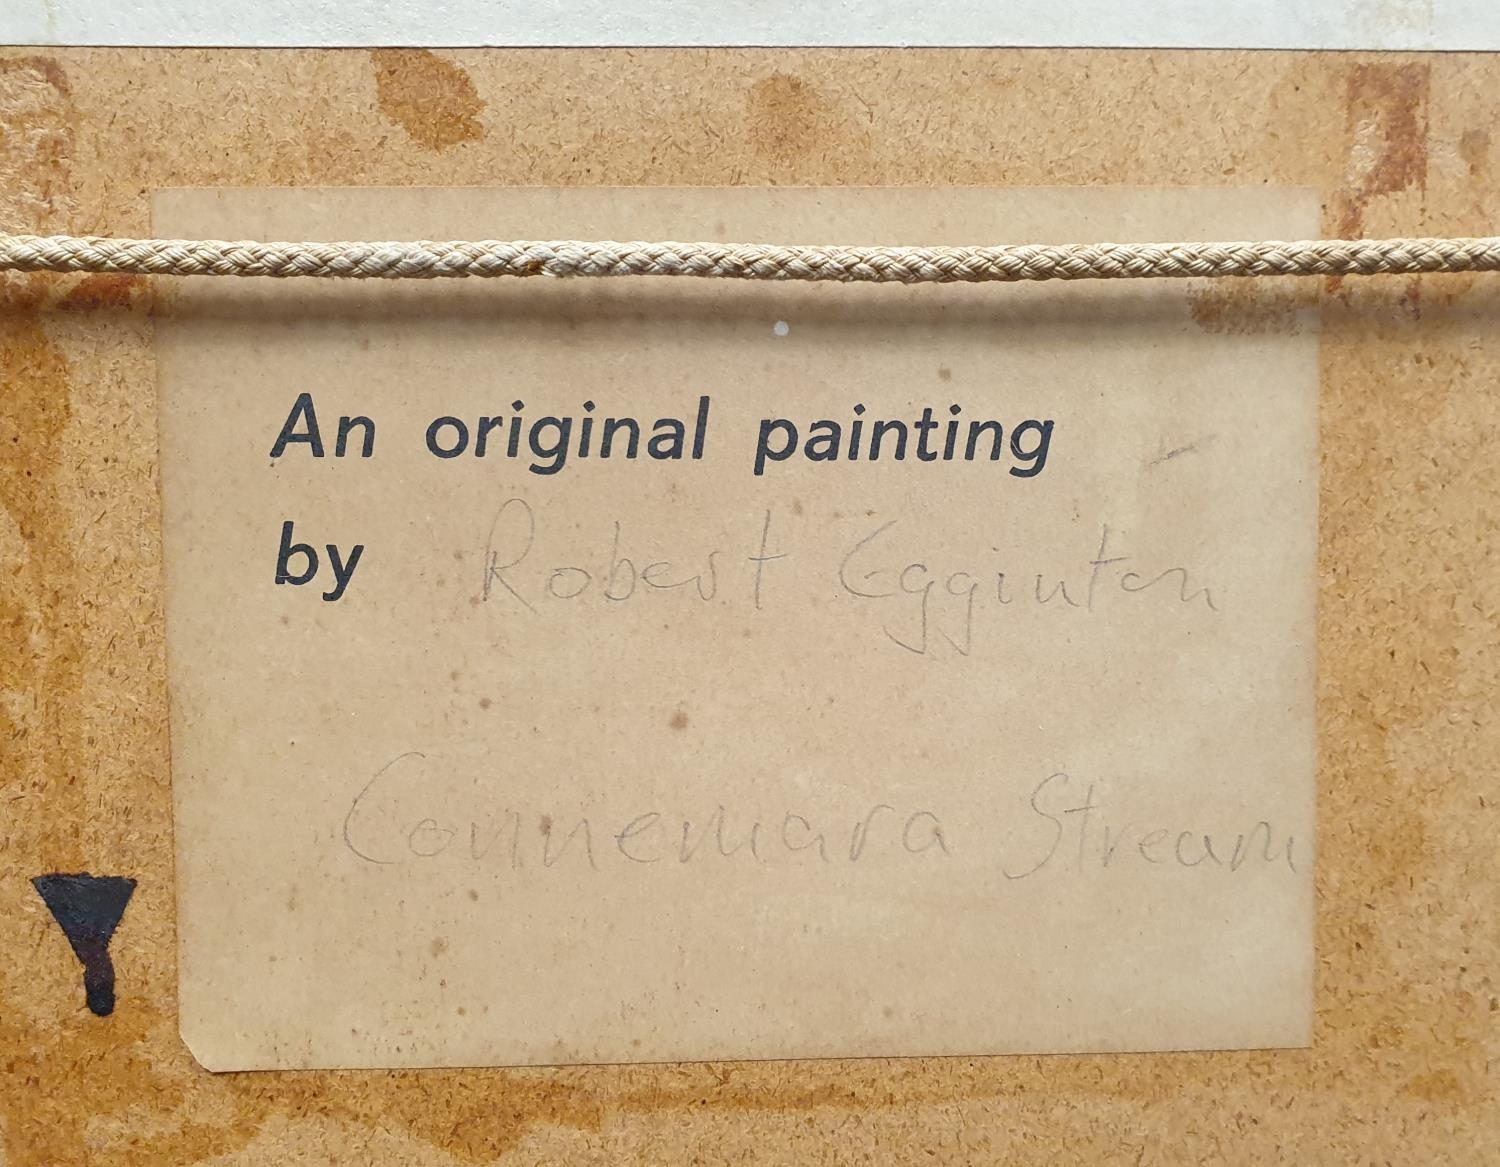 An original painting
by Robert Egginton
Connemara Stream